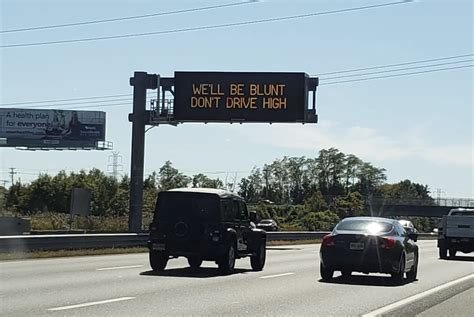 WE'LL BE BLUNT
DON'T DRIVE HIGH
a health plan
for everyone.